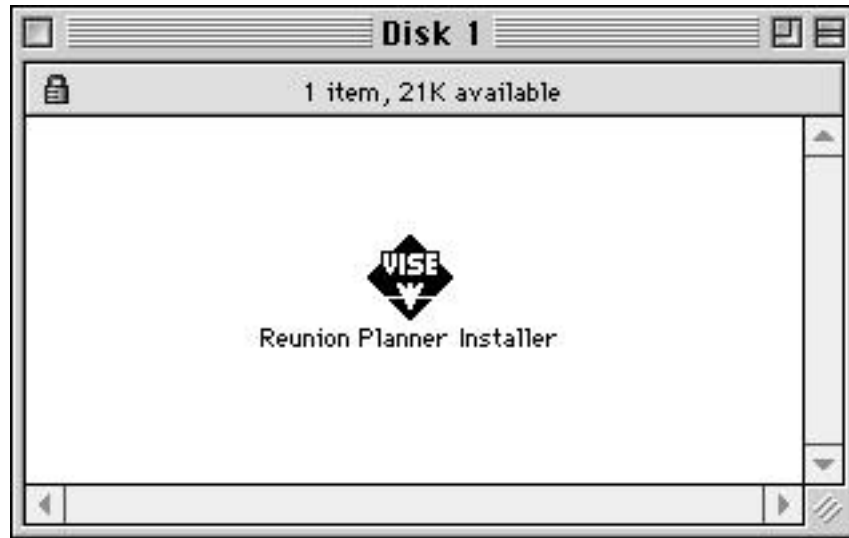 Disk 1
1 item, 21K available
VISE
Reunion Planner Installer